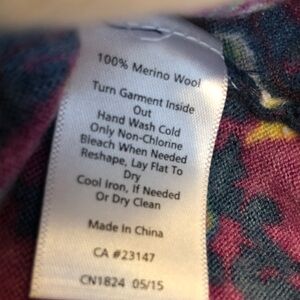 100% Merino Wool
Turn Garment Inside
Out
Hand Wash Cold
Only Non-Chlorine
Bleach When Needed
Reshape, Lay Flat To
Dry
Cool Iron, If Needed
Or Dry Clean
Made In China
CA #23147
CN1824 05/15